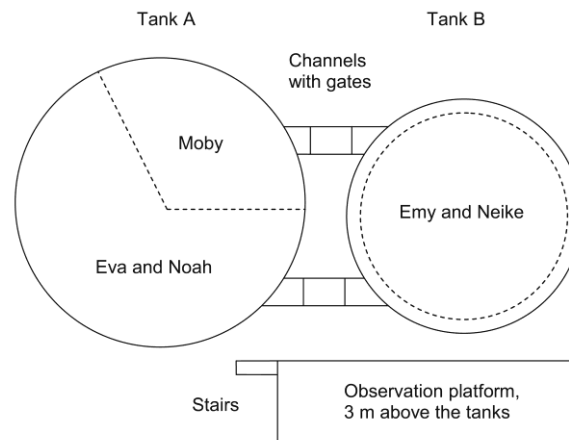 Tank A
Tank B
Channels
with gates
Moby
Emy and Neike
Eva and Noah
Stairs
Observation platform,
3 m above the tanks